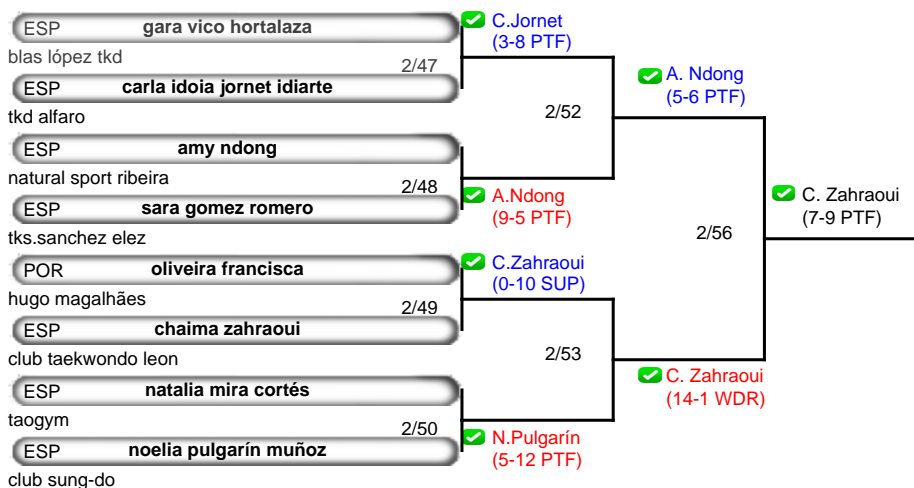 ESP gara vico hortalaza
blas lópez tkd
2/47
ESP carla idoia jornet idiarte
tkd alfaro
C.Jornet
(3-8 PTF)
ESP amy ndong
natural sport ribeira
2/48
ESP sara gomez romero
tks.sanchez elez
A.Ndong
(9-5 PTF)
2/52
A. Ndong
(5-6 PTF)
ESP
POR oliveira francisca
hugo magalhães
2/49
ESP chaima zahraoui
club taekwondo leon
C.Zahraoui
(0-10 SUP)
ESP natalia mira cortés
taogym
2/50
ESP noelia pulgarín muñoz
club sung-do
N.Pulgarín
(5-12 PTF)
2/53
C. Zahraoui
(14-1 WDR)
2/56
C. Zahraoui
(7-9 PTF)